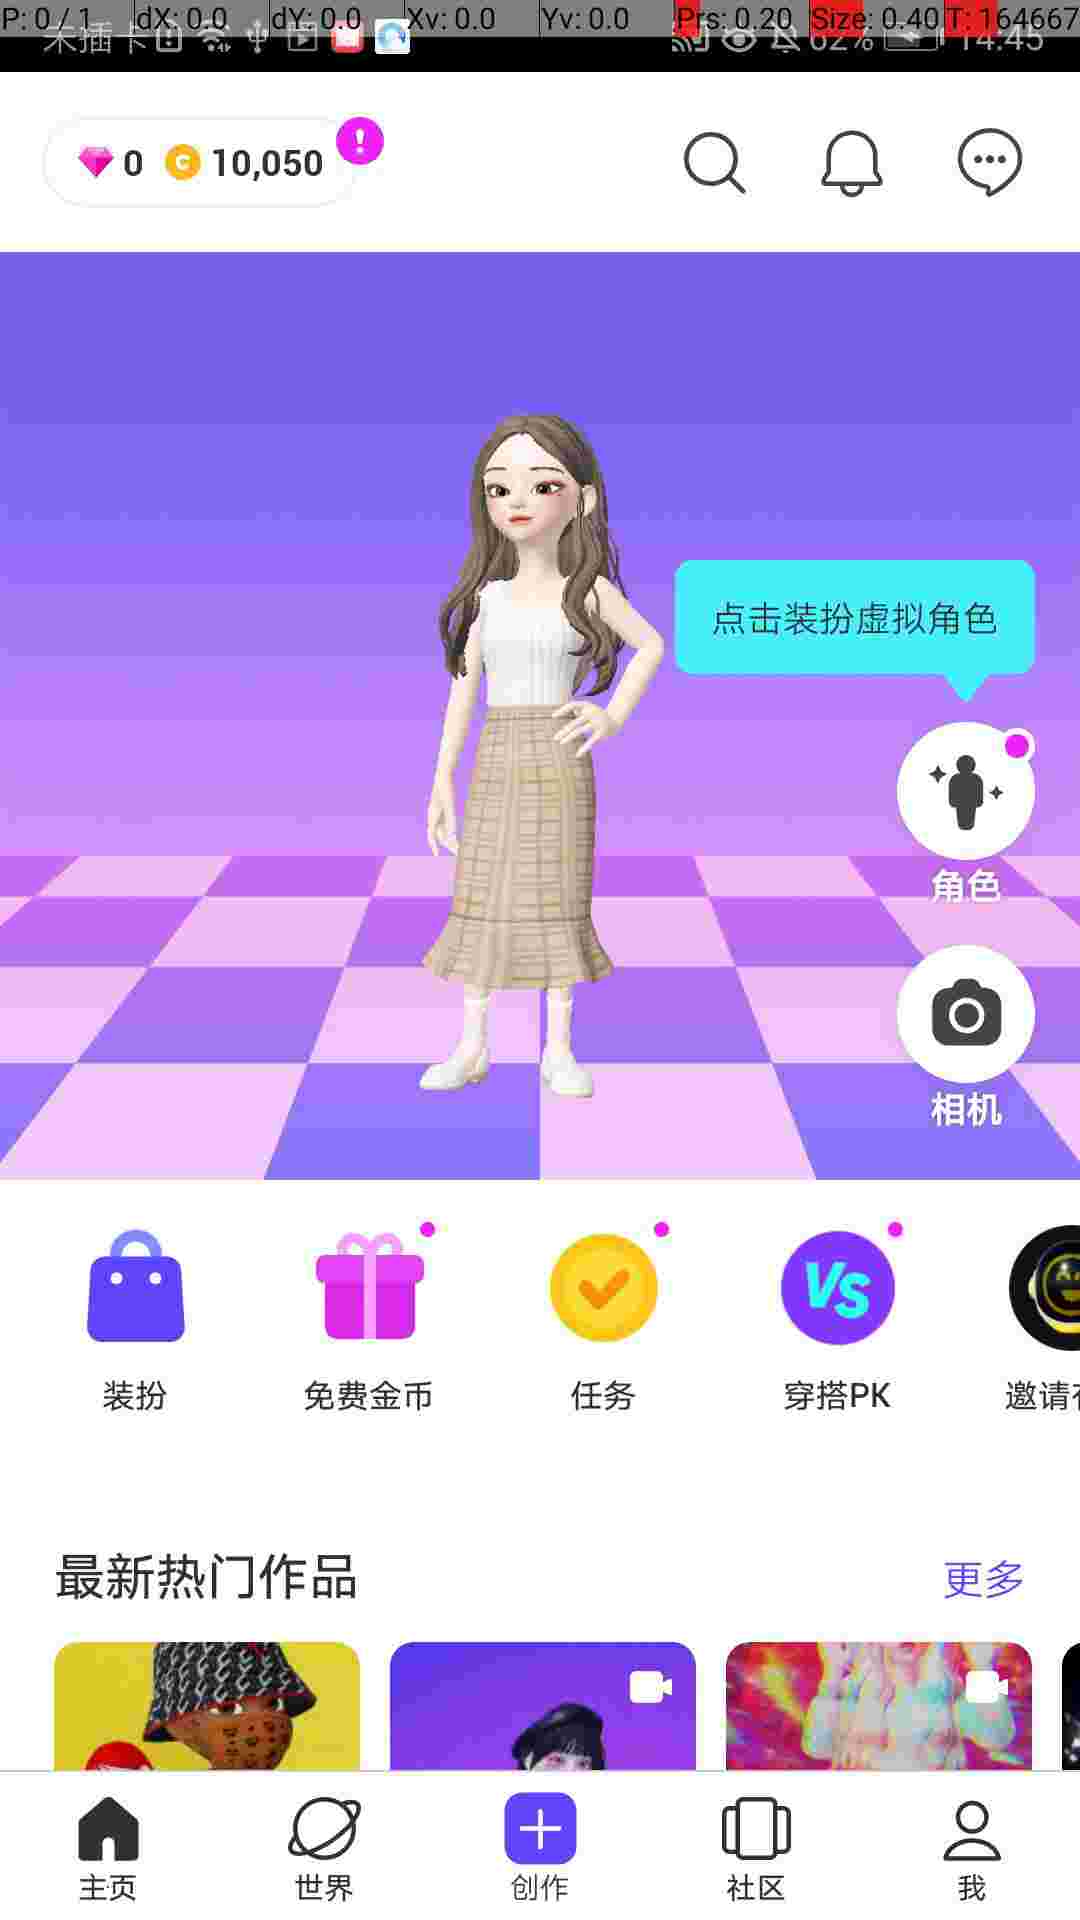 P: 0 / 1 dX: 0.0 dY: 0.0 Xv: 0.0 Yv: 0.0 Prs: 0.20 Size: 0.40 T: 164667
未插卡 62% 14:45
0 C 10,050 !
点击装扮虚拟角色
角色
相机
VS
装扮 免费金币 任务 穿搭PK 邀请
最新热门作品 更多
主页 世界 创作 社区 我